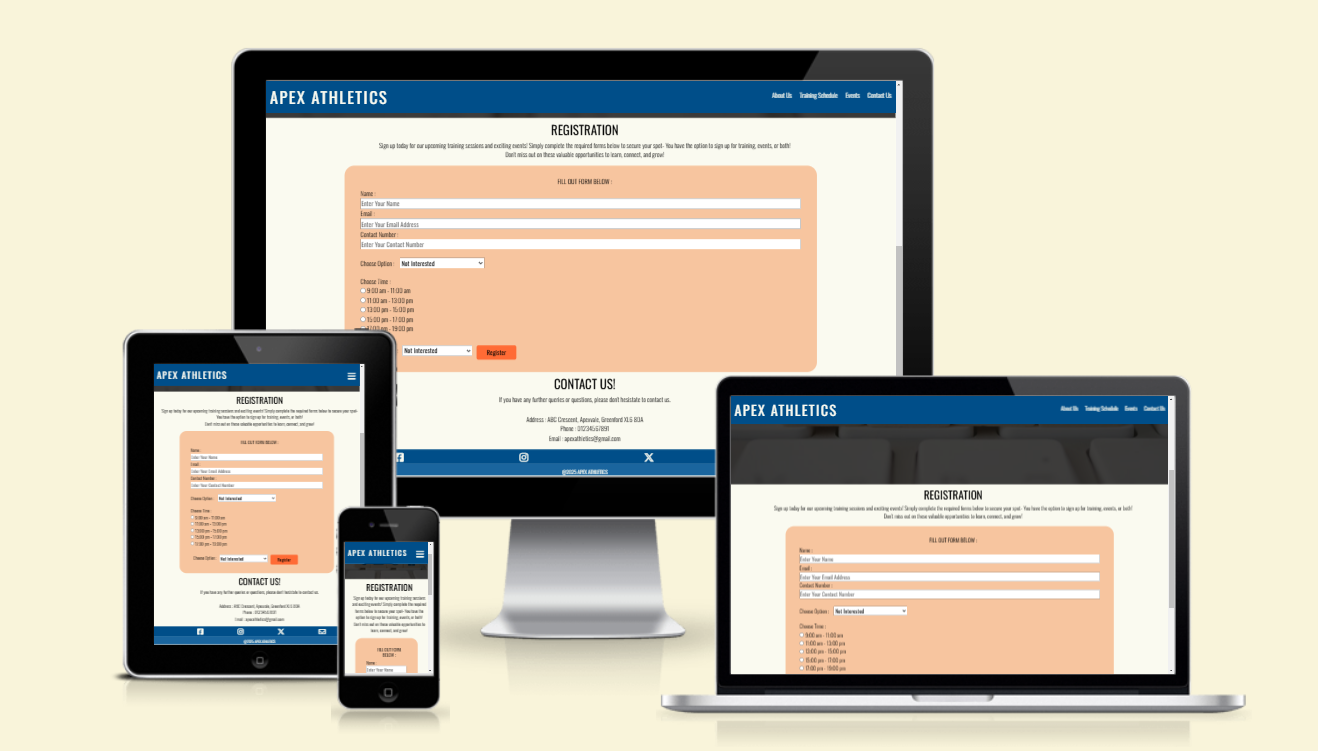 APEX ATHLETICS
About Us Training Schedule Events Contact Us
REGISTRATION
Sign up today for our upcoming training sessions and exciting events! Simply complete the required forms below to secure your spot- You have the option to sign up for training, events, or both!
Don't miss out on these valuable opportunities to learn, connect, and grow!
FILL OUT FORM BELOW :
Name :
Enter Your Name
Email :
Enter Your Email Address
Contact Number :
Enter Your Contact Number
Choose Option : Not Interested
Choose Time :
9:00 am - 11:00 am
11:00 am - 13:00 pm
13:00 pm - 15:00 pm
15:00 pm - 17:00 pm
17:00 pm - 19:00 pm
Not Interested Register
CONTACT US!
If you have any further queries or questions, please don't hesistate to contact us.
Address : ABC Crescent, Apexvale, Greenford XL6 8DA
Phone : 01234567891
Email : apexathletics@gmail.com
@2025 APEX ATHLETICS
APEX ATHLETICS
REGISTRATION
Sign up today for our upcoming training sessions and exciting events! Simply complete the required forms below to secure your spot-
You have the option to sign up for training, events, or both!
Don't miss out on these valuable opportunities to learn, connect, and grow!
FILL OUT FORM BELOW :
Name :
Enter Your Name
Email :
Enter Your Email Address
Contact Number :
Enter Your Contact Number
Choose Option : Not Interested
Choose Time :
9:00 am - 11:00 am
11:00 am - 13:00 pm
13:00 pm - 15:00 pm
15:00 pm - 17:00 pm
17:00 pm - 19:00 pm
Choose Option : Not Interested Register
CONTACT US!
If you have any further queries or questions, please don't hesistate to contact us.
Address : ABC Crescent, Apexvale, Greenford XL6 8DA
Phone : 01234567891
Email : apexathletics@gmail.com
@2025 APEX ATHLETICS
APEX ATHLETICS
REGISTRATION
Sign up today for our upcoming training sessions
and exciting events! Simply complete the required
forms below to secure your spot- You have the
option to sign up for training, events, or both!
Don't miss out on these valuable opportunities to
learn, connect, and grow!
FILL OUT FORM
BELOW :
Name :
Enter Your Name
APEX ATHLETICS
About Us Training Schedule Events Contact Us
REGISTRATION
Sign up today for our upcoming training sessions and exciting events! Simply complete the required forms below to secure your spot- You have the option to sign up for training, events, or both!
Don't miss out on these valuable opportunities to learn, connect, and grow!
FILL OUT FORM BELOW :
Name :
Enter Your Name
Email :
Enter Your Email Address
Contact Number :
Enter Your Contact Number
Choose Option : Not Interested
Choose Time :
9:00 am - 11:00 am
11:00 am - 13:00 pm
13:00 pm - 15:00 pm
15:00 pm - 17:00 pm
17:00 pm - 19:00 pm